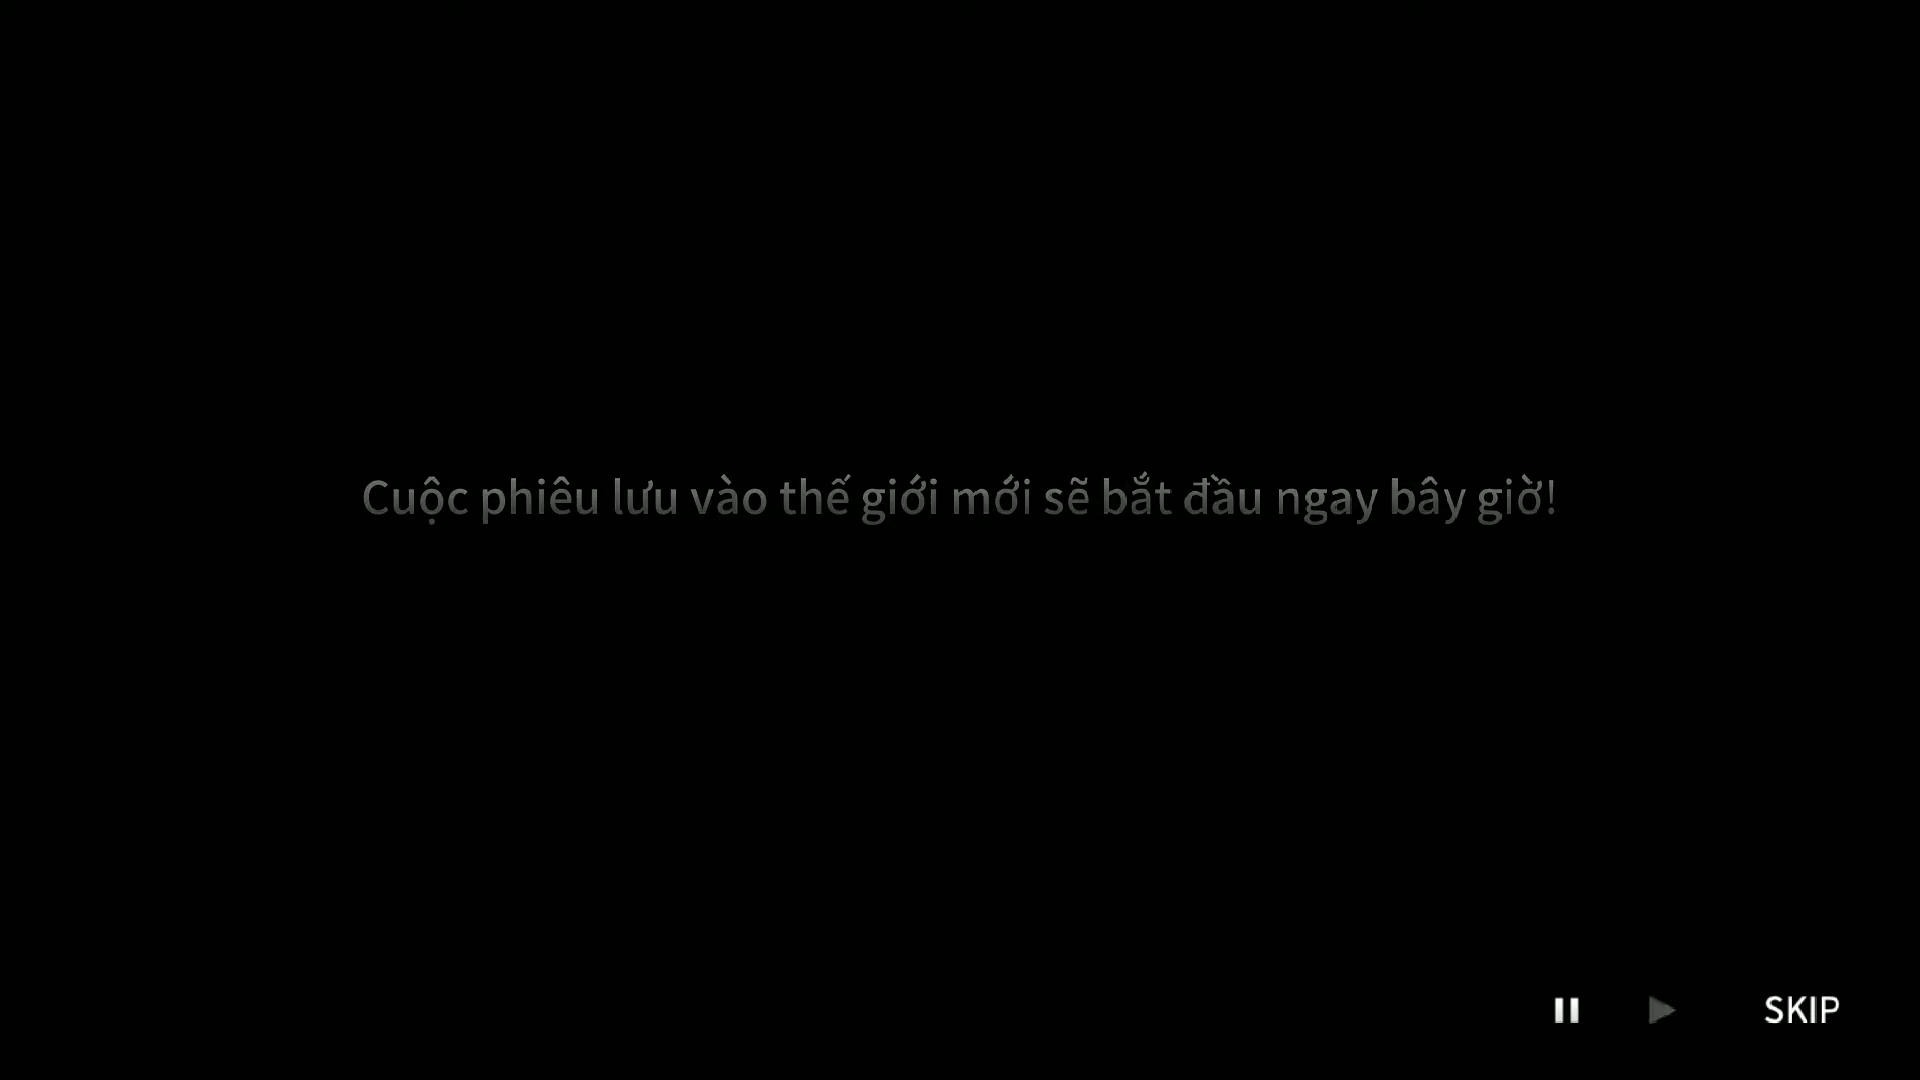 Cuộc phiêu lưu vào thế giới mới sẽ bắt đầu ngay bây giờ!
SKIP